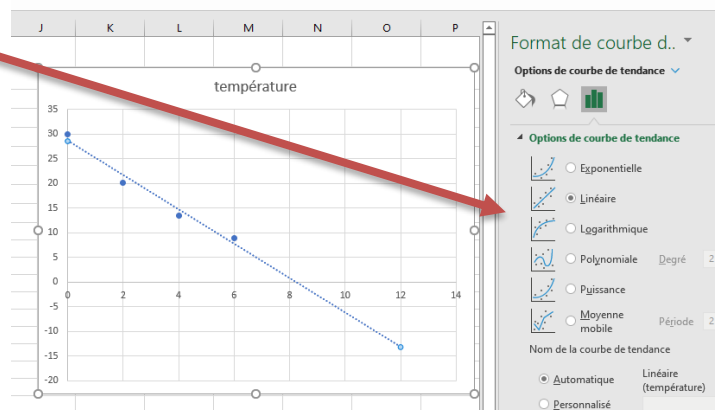 J K L M N O P
Format de courbe d..
Options de courbe de tendance
température
35
30
25
20
15
10
5
0
-5
-10
-15
-20
0 2 4 6 8 10 12 14
Options de courbe de tendance
Exponentielle
Linéaire
Logarithmique
Polynomiale Degré 2
Puissance
Moyenne
mobile Période 2
Nom de la courbe de tendance
Automatique Linéaire
(température)
Personnalisé